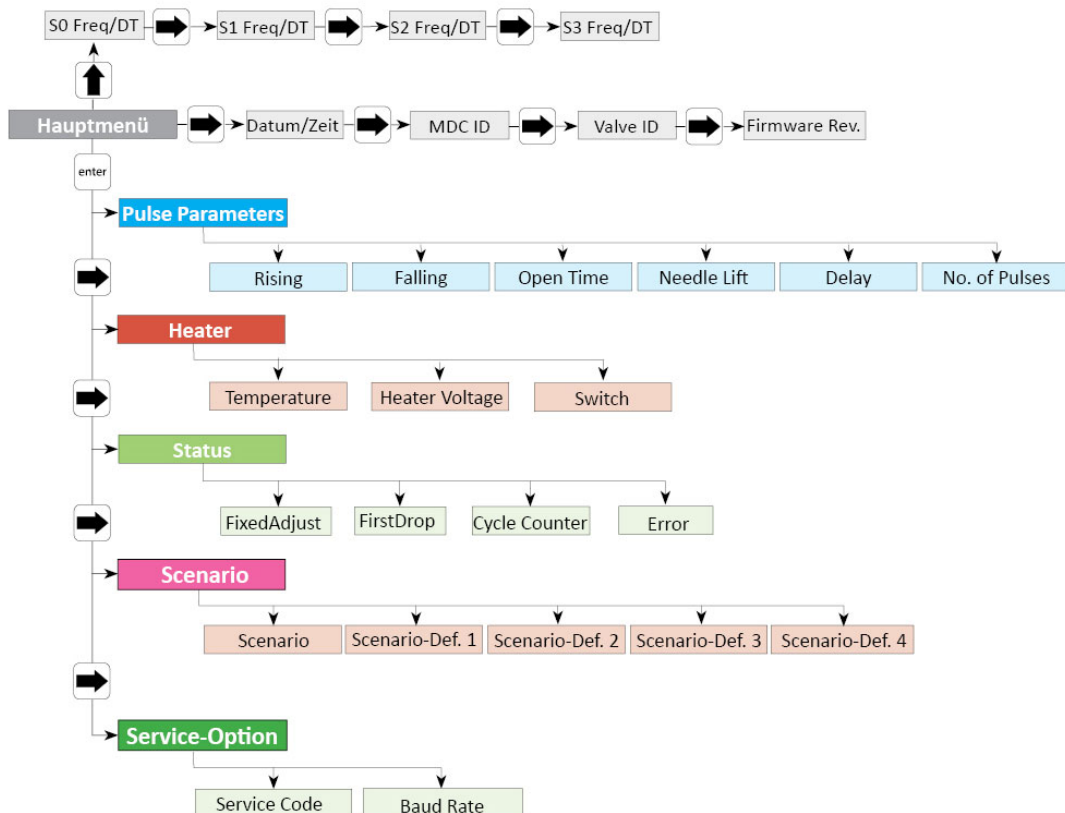 S0 Freq/DT
S1 Freq/DT
S2 Freq/DT
S3 Freq/DT
Hauptmenü
Datum/Zeit
MDC ID
Valve ID
Firmware Rev.
enter
Pulse Parameters
Rising
Falling
Open Time
Needle Lift
Delay
No. of Pulses
Heater
Temperature
Heater Voltage
Switch
Status
FixedAdjust
FirstDrop
Cycle Counter
Error
Scenario
Scenario
Scenario-Def. 1
Scenario-Def. 2
Scenario-Def. 3
Scenario-Def. 4
Service-Option
Service Code
Baud Rate